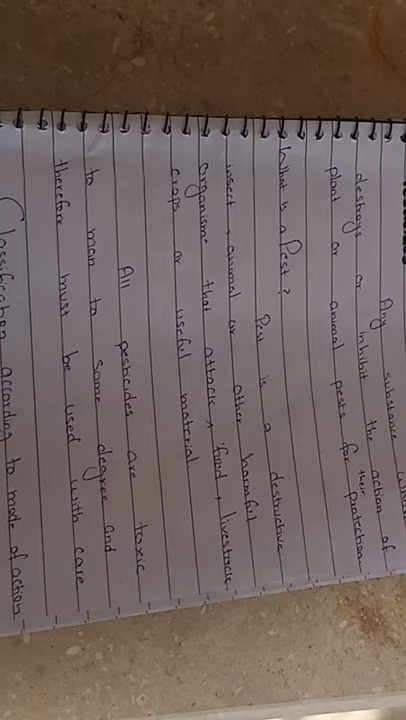 Any substance which
destroys or inhibit the action of
plant or animal pests for their protection
What is a Pest?
Pest is a destructive
insect, animal or other harmful
organisme that attack, food, livestock
crops or useful material
All pesticides are toxic
to man to some degree and
therefore must be used with care
Classification according to mode of action